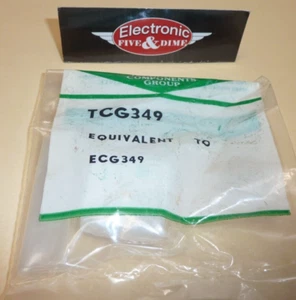 Electronic
FIVE & DIME
COMPONENTS
GROUP
TCG349
EQUIVALENT TO
ECG349